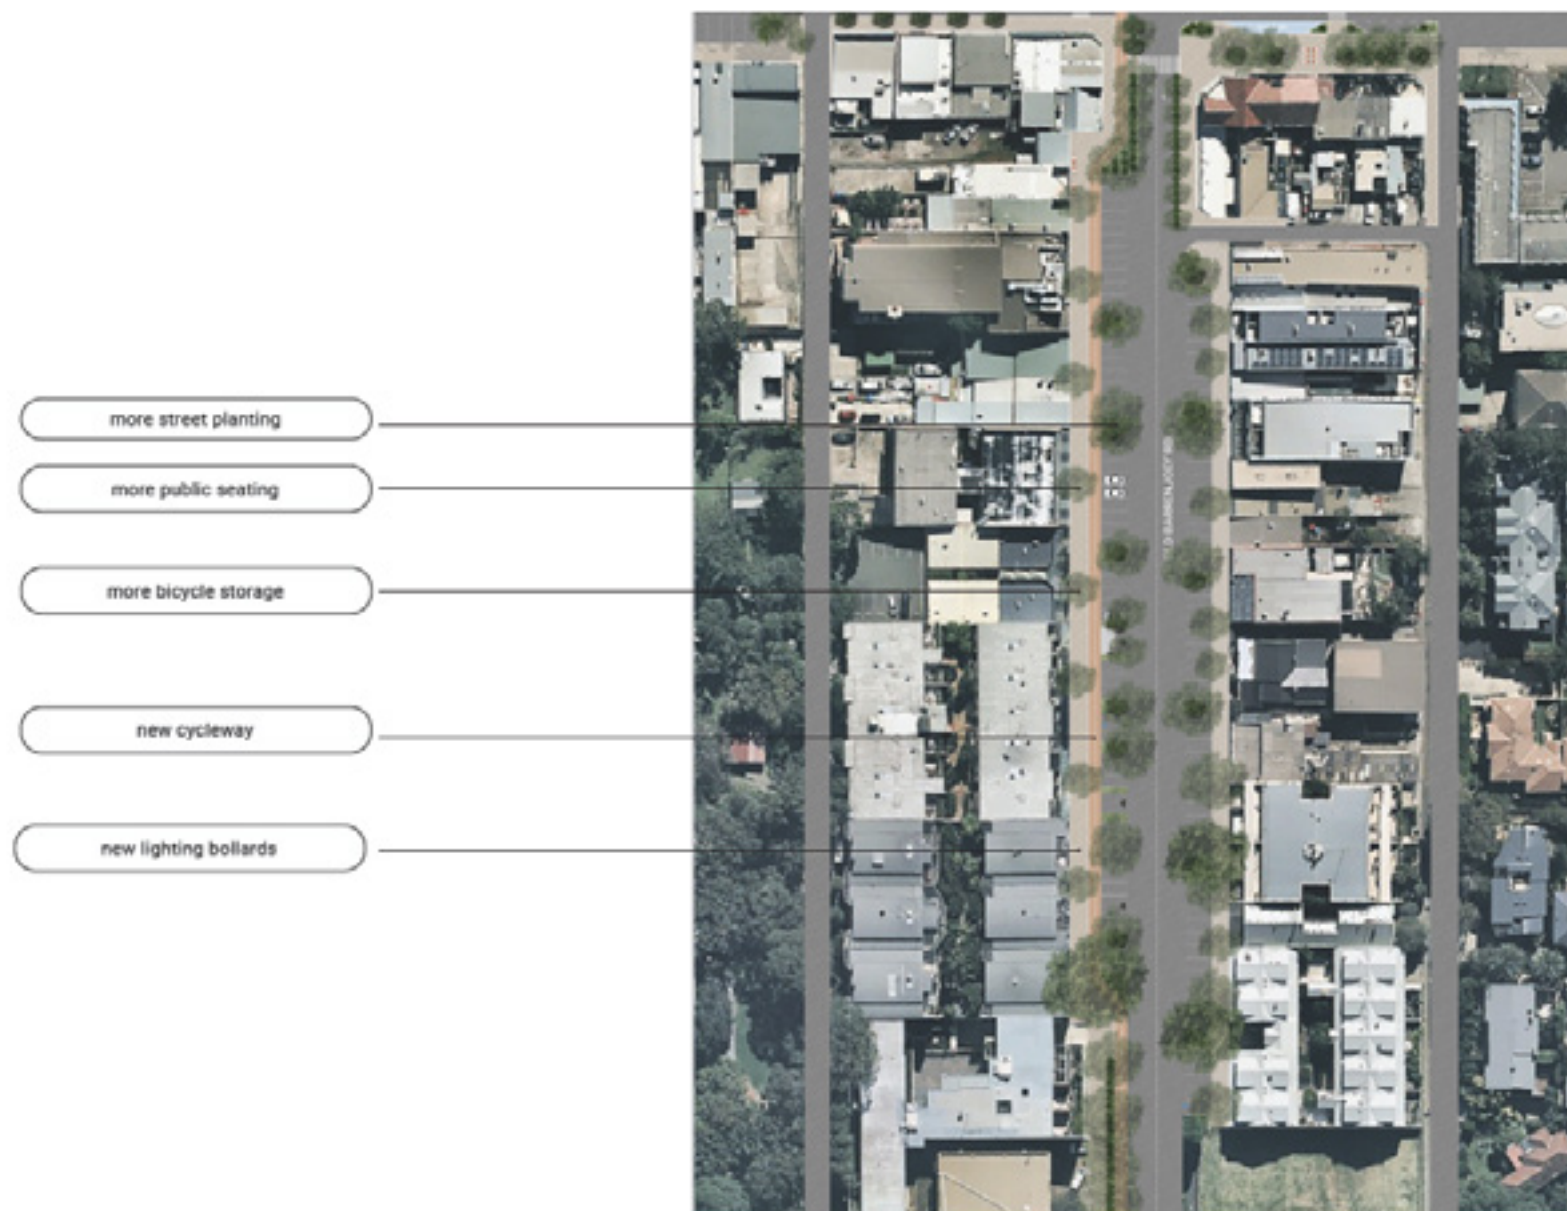 more street planting
more public seating
more bicycle storage
new cycleway
new lighting bollards